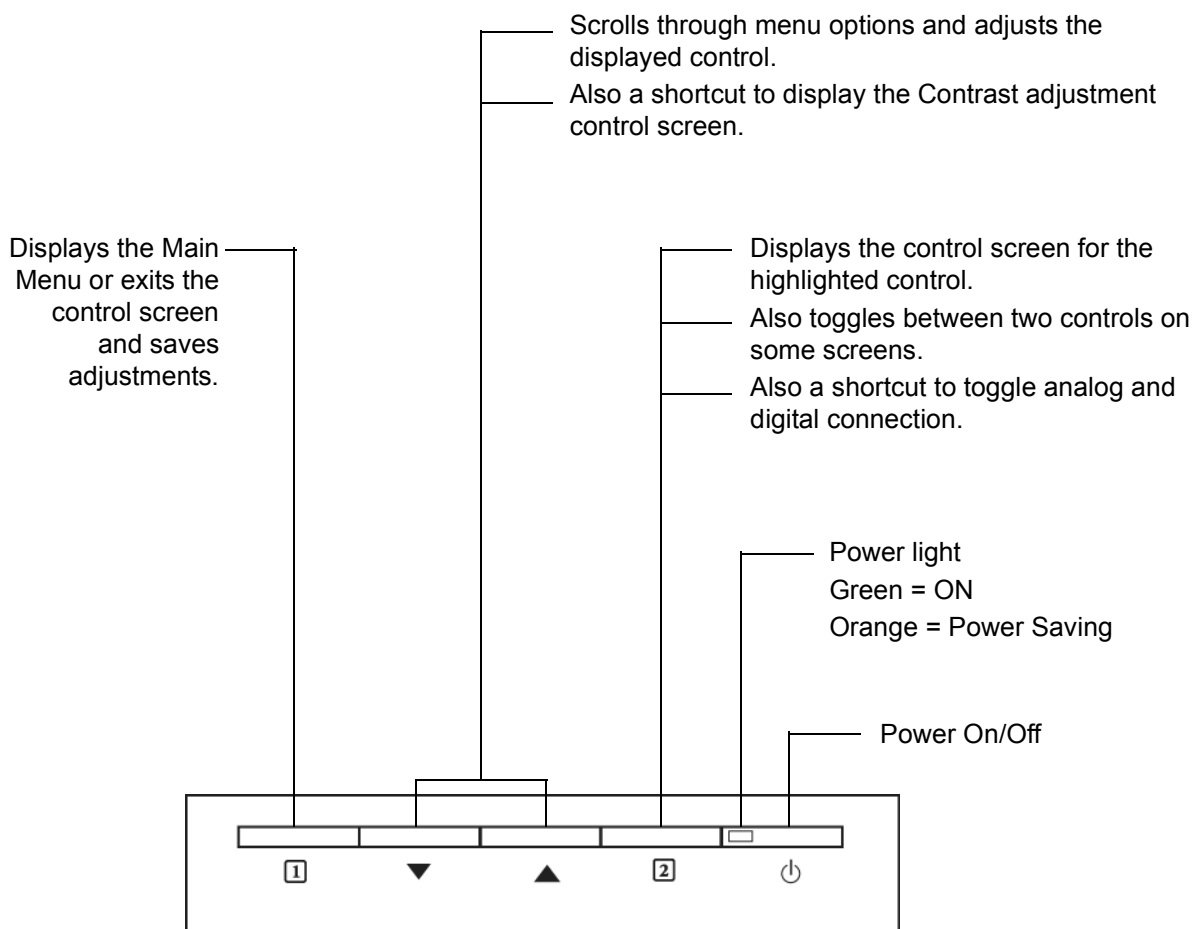 Scrolls through menu options and adjusts the
displayed control.
Also a shortcut to display the Contrast adjustment
control screen.
Displays the Main
Menu or exits the
control screen
and saves
adjustments.
Displays the control screen for the
highlighted control.
Also toggles between two controls on
some screens.
Also a shortcut to toggle analog and
digital connection.
Power light
Green = ON
Orange = Power Saving
Power On/Off
1
2